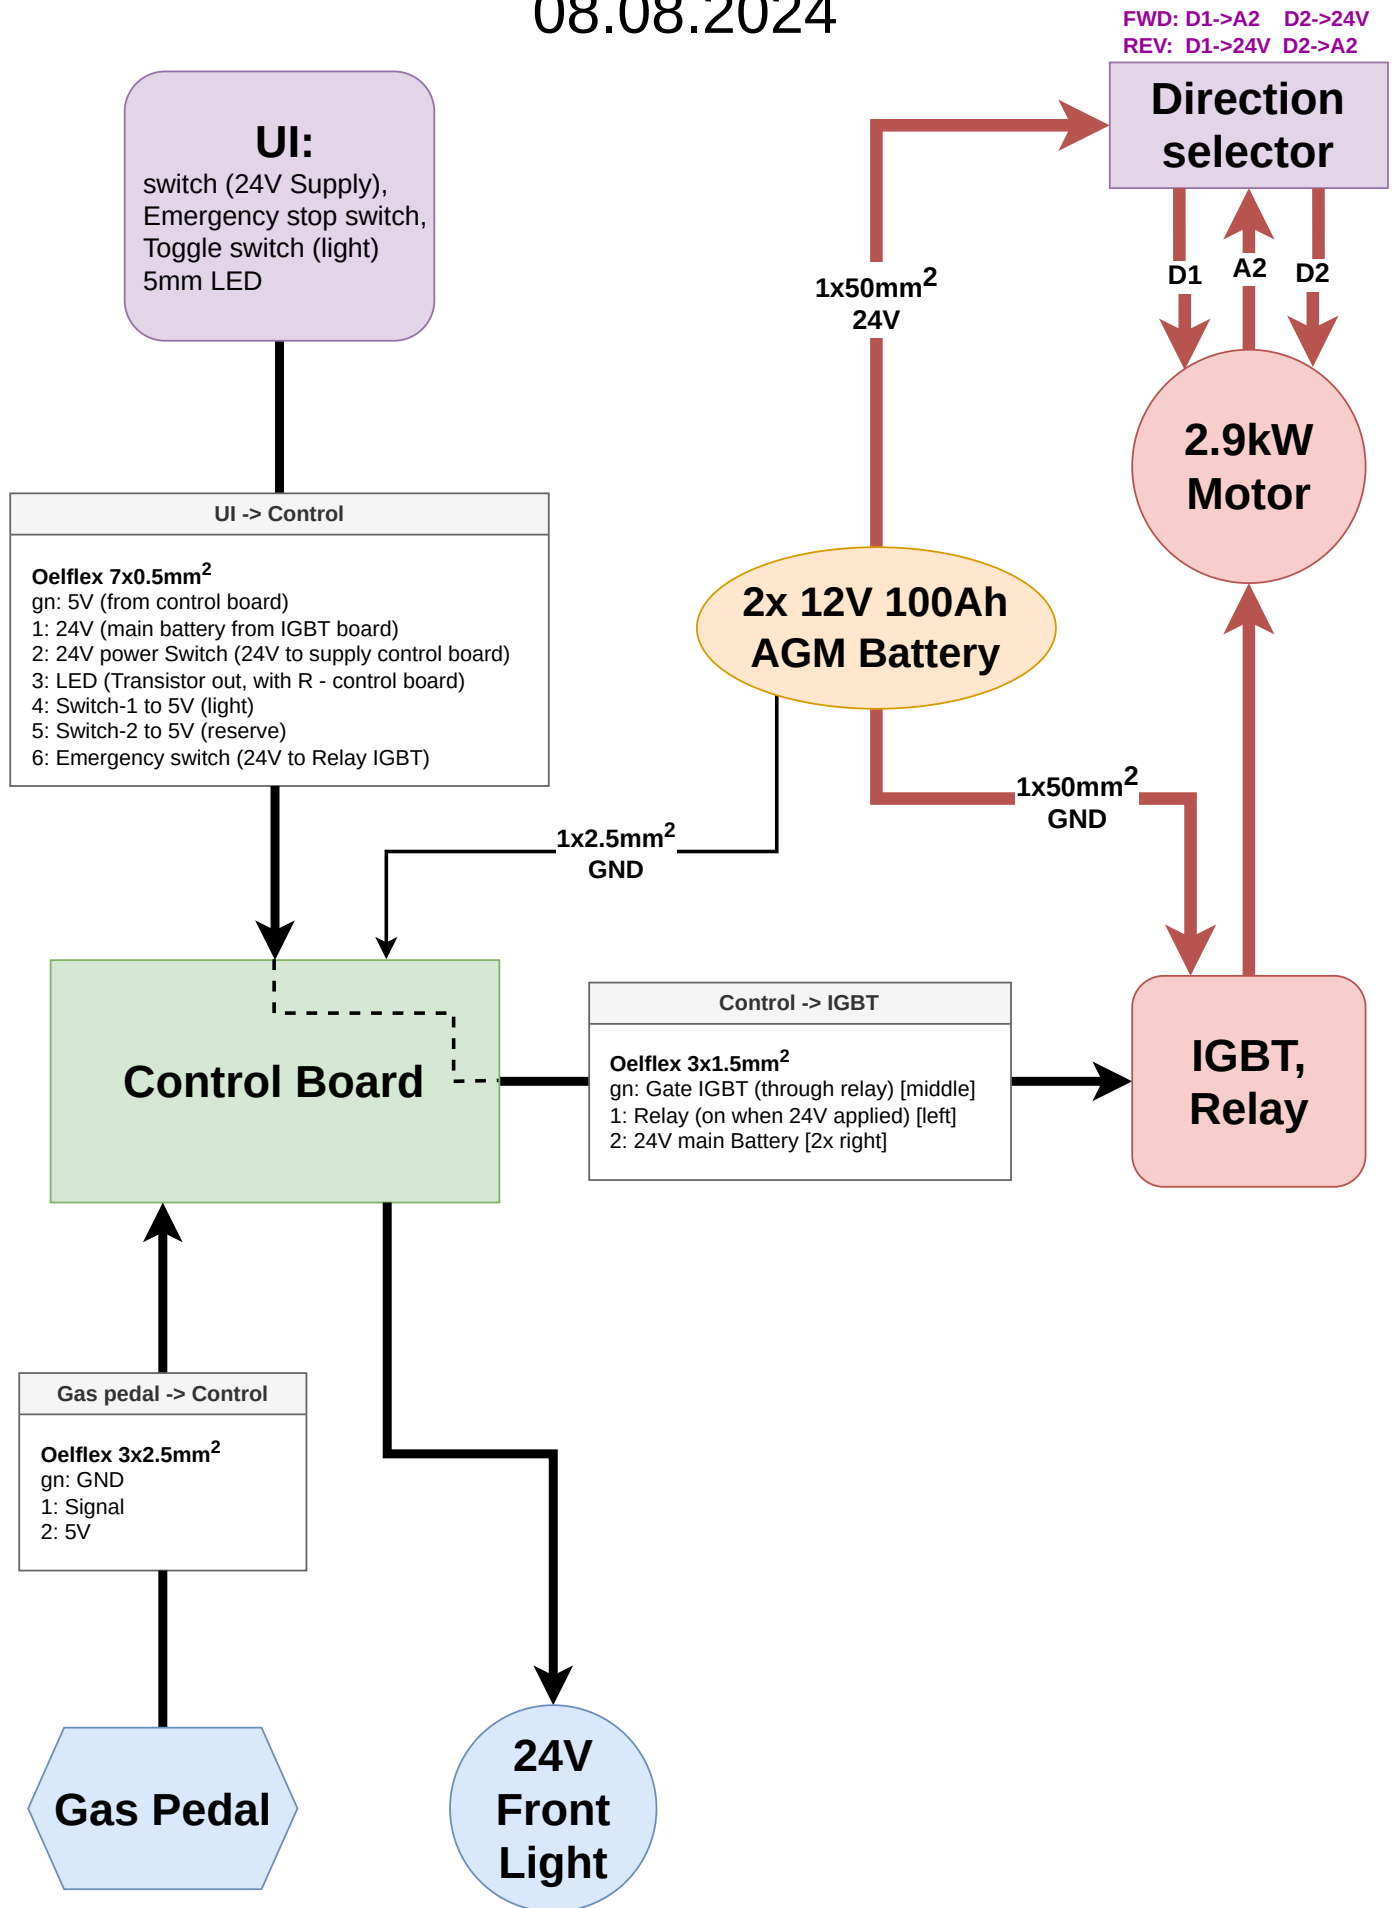 08.08.2024
FWD: D1->A2 D2->24V
REV: D1->24V D2->A2
Direction
selector
UI:
switch (24V Supply),
Emergency stop switch,
Toggle switch (light)
5mm LED
D1
A2
D2
1x50mm²
24V
2.9kW
Motor
UI -> Control
Oelflex 7x0.5mm²
gn: 5V (from control board)
1: 24V (main battery from IGBT board)
2: 24V power Switch (24V to supply control board)
3: LED (Transistor out, with R - control board)
4: Switch-1 to 5V (light)
5: Switch-2 to 5V (reserve)
6: Emergency switch (24V to Relay IGBT)
2x 12V 100Ah
AGM Battery
1x50mm²
GND
1x2.5mm²
GND
Control Board
Control -> IGBT
Oelflex 3x1.5mm²
gn: Gate IGBT (through relay) [middle]
1: Relay (on when 24V applied) [left]
2: 24V main Battery [2x right]
IGBT,
Relay
Gas pedal -> Control
Oelflex 3x2.5mm²
gn: GND
1: Signal
2: 5V
Gas Pedal
24V
Front
Light